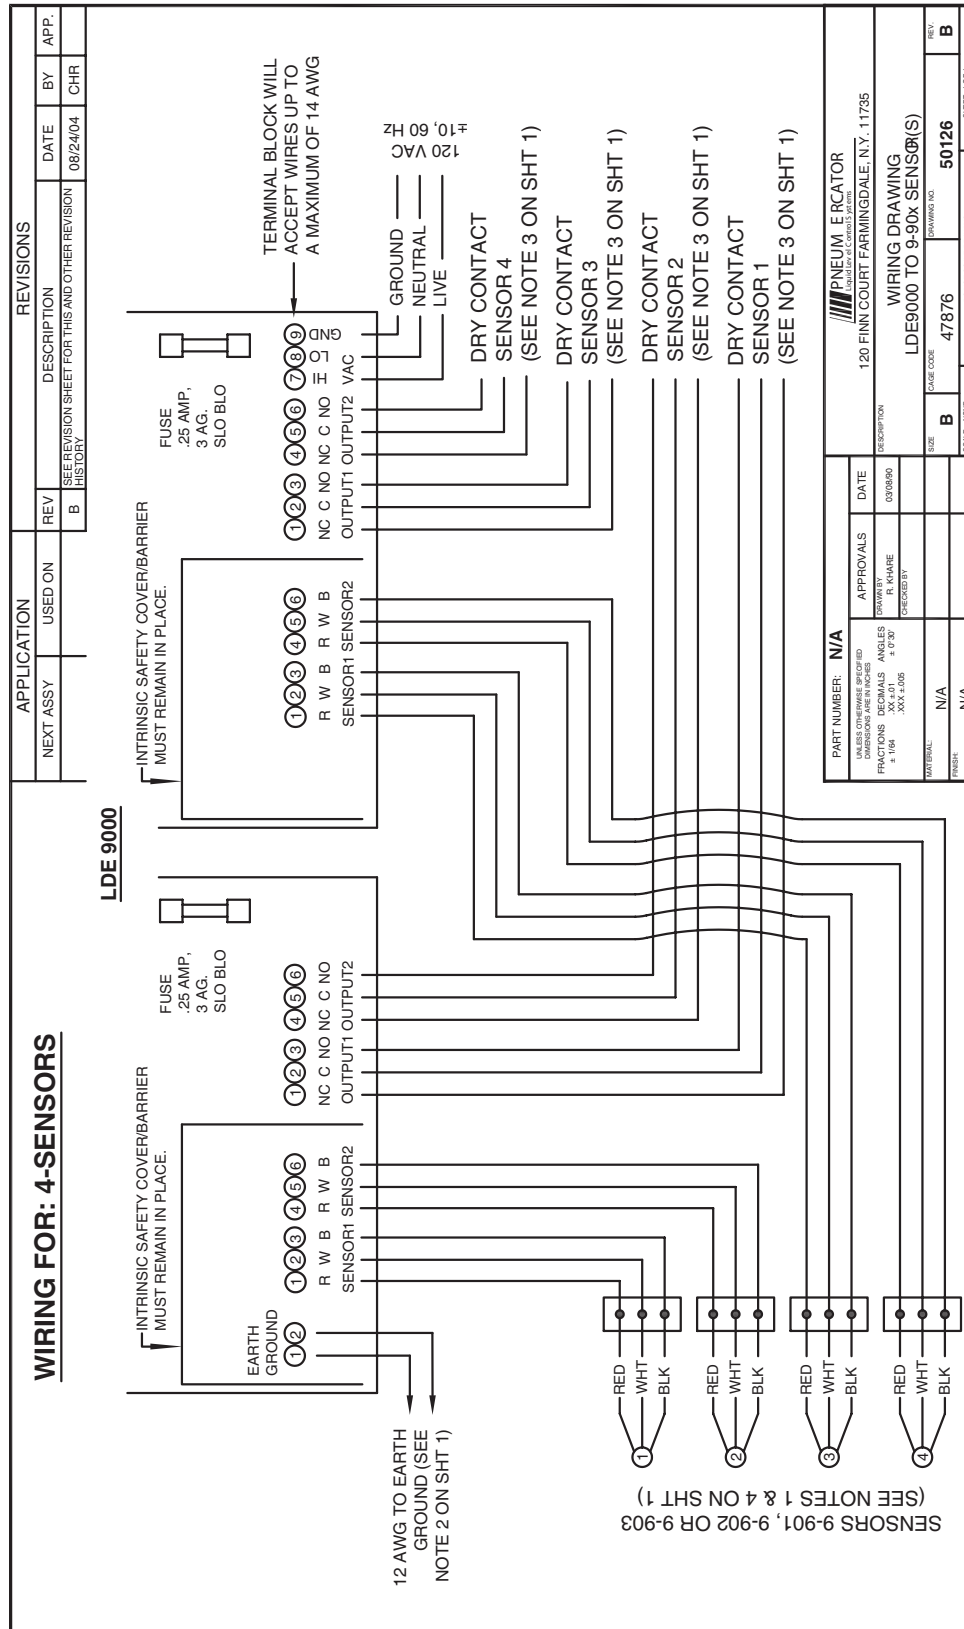 WIRING FOR: 4-SENSORS
LDE 9000
APPLICATION
NEXT ASSY
USED ON
REVISIONS
REV
DESCRIPTION
DATE
BY
APP.
B
SEE REVISION SHEET FOR THIS AND OTHER REVISION
HISTORY
08/24/04
CHR
INTRINSIC SAFETY COVER/BARRIER
MUST REMAIN IN PLACE.
FUSE
.25 AMP,
3 AG.
SLO BLO
INTRINSIC SAFETY COVER/BARRIER
MUST REMAIN IN PLACE.
FUSE
.25 AMP,
3 AG.
SLO BLO
TERMINAL BLOCK WILL
ACCEPT WIRES UP TO
A MAXIMUM OF 14 AWG
EARTH
GROUND
1 2
1 2 3 4 5 6
R W B R W B
SENSOR1 SENSOR2
1 2 3 4 5 6
NC C NO NC C NO
OUTPUT1 OUTPUT2
1 2 3 4 5 6
R W B R W B
SENSOR1 SENSOR2
1 2 3 4 5 6 7 8 9
NC C NO NC C NO HI LO GND
OUTPUT1 OUTPUT2 VAC
GROUND
NEUTRAL
LIVE
120 VAC
±10, 60 Hz
12 AWG TO EARTH
GROUND (SEE
NOTE 2 ON SHT 1)
DRY CONTACT
SENSOR 4
(SEE NOTE 3 ON SHT 1)
DRY CONTACT
SENSOR 3
(SEE NOTE 3 ON SHT 1)
DRY CONTACT
SENSOR 2
(SEE NOTE 3 ON SHT 1)
DRY CONTACT
SENSOR 1
(SEE NOTE 3 ON SHT 1)
1
RED
WHT
BLK
2
RED
WHT
BLK
3
RED
WHT
BLK
4
RED
WHT
BLK
SENSORS 9-901, 9-902 OR 9-903
(SEE NOTES 1 & 4 ON SHT 1)
PART NUMBER: N/A
UNLESS OTHERWISE SPECIFIED
DIMENSIONS ARE IN INCHES
FRACTIONS DECIMALS ANGLES
± 1/64 .XX ±.01 ± 0°30'
.XXX ±.005
MATERIAL:
N/A
FINISH:
N/A
APPROVALS
DATE
DRAWN BY
R. KHARE
03/08/90
CHECKED BY
PNEUMERCATOR
Liquid Level Control Systems
120 FINN COURT FARMINGDALE, N.Y. 11735
DESCRIPTION
WIRING DRAWING
LDE9000 TO 9-90x SENSOR(S)
SIZE
B
CAGE CODE
47876
DRAWING NO.
50126
REV.
B